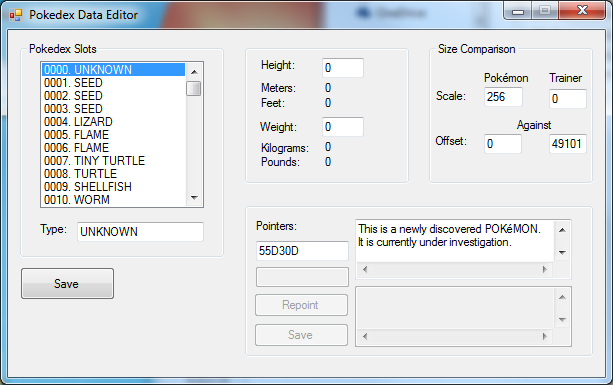 Pokedex Data Editor
Pokedex Slots
0000. UNKNOWN
0001. SEED
0002. SEED
0003. SEED
0004. LIZARD
0005. FLAME
0006. FLAME
0007. TINY TURTLE
0008. TURTLE
0009. SHELLFISH
0010. WORM
Type: UNKNOWN
Save
Height: 0
Meters: 0
Feet: 0
Weight: 0
Kilograms: 0
Pounds: 0
Size Comparison
Pokémon Trainer
Scale: 256 0
Against
Offset: 0 49101
Pointers:
55D30D
Repoint
Save
This is a newly discovered POKéMON.
It is currently under investigation.